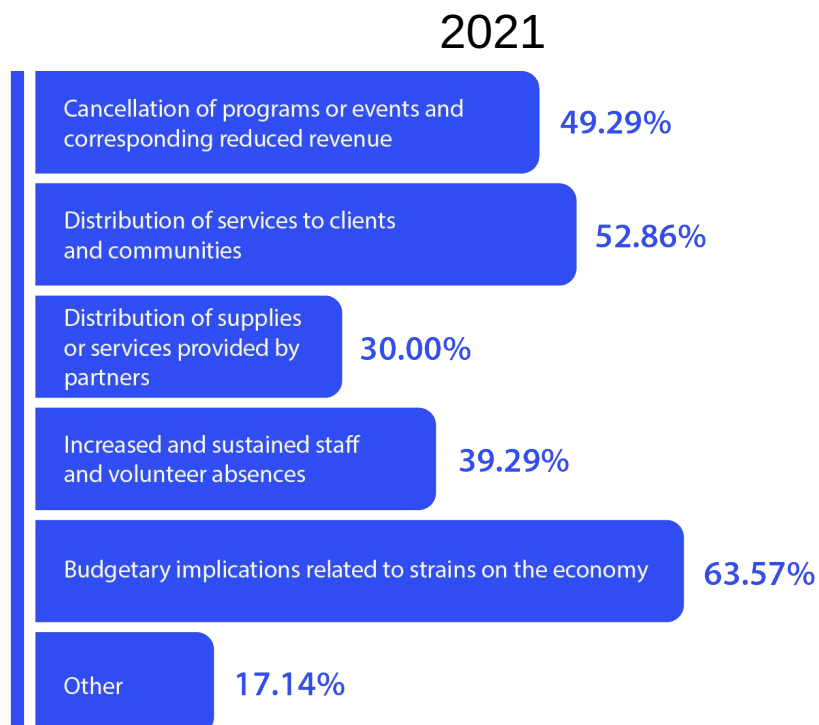 2021
Cancellation of programs or events and
corresponding reduced revenue
49.29%
Distribution of services to clients
and communities
52.86%
Distribution of supplies
or services provided by
partners
30.00%
Increased and sustained staff
and volunteer absences
39.29%
Budgetary implications related to strains on the economy
63.57%
Other
17.14%